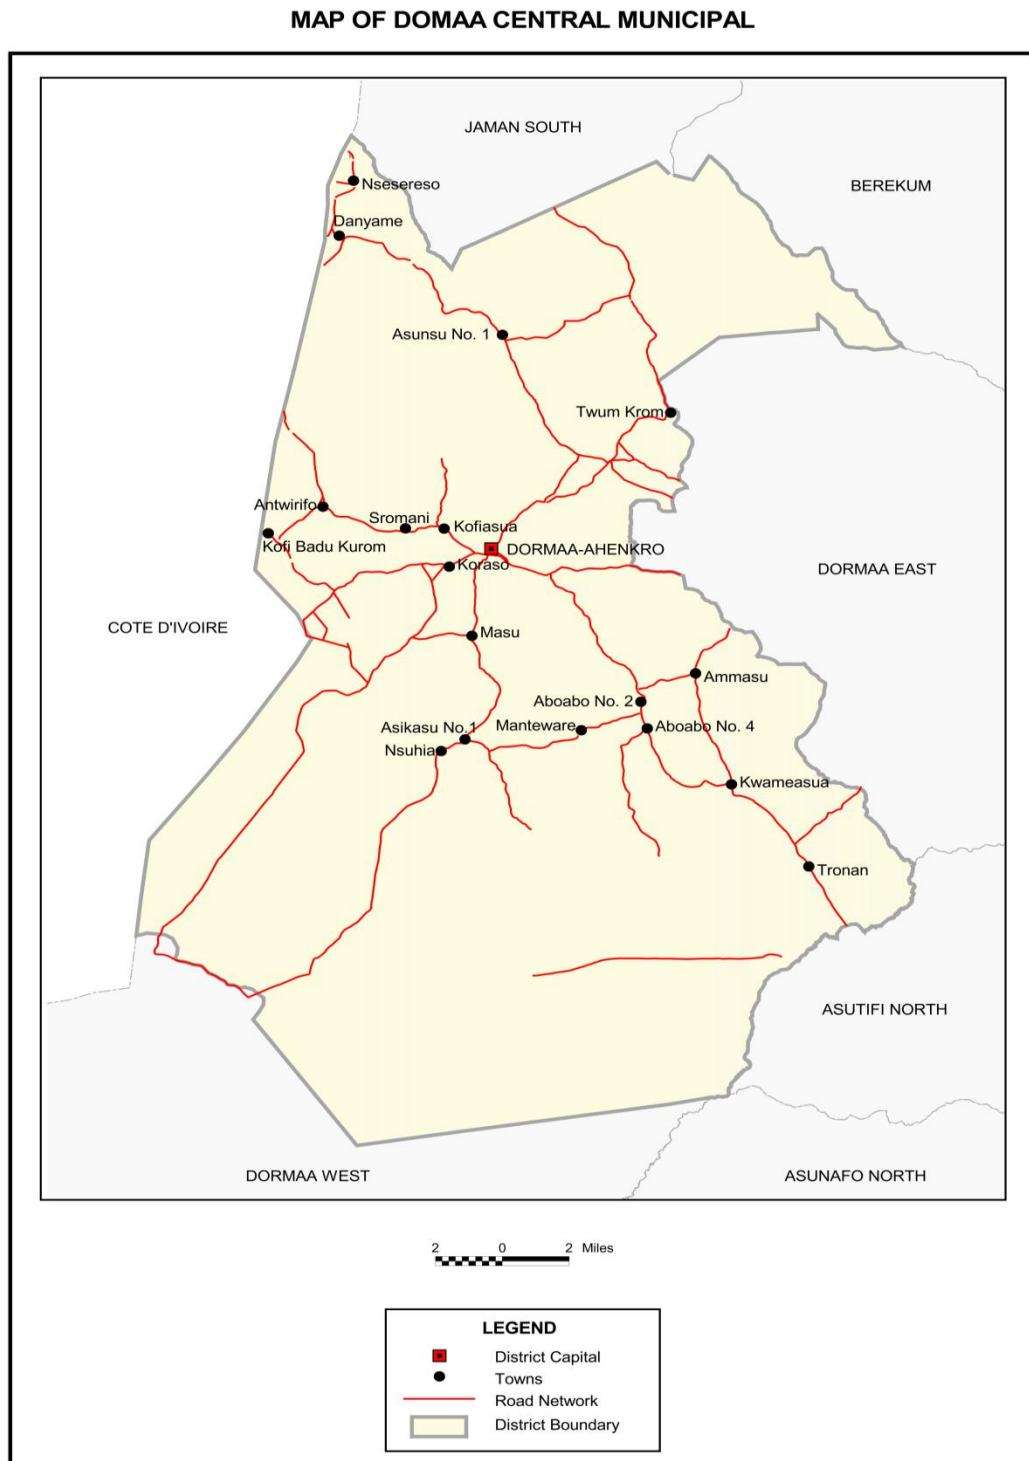 MAP OF DOMAA CENTRAL MUNICIPAL
JAMAN SOUTH
BEREKUM
Nsesereso
Danyame
Asunsu No. 1
Twum Krom
Antwirifo
Sromani
Kofiasua
Kofi Badu Kurom
DORMAA-AHENKRO
Koraso
DORMAA EAST
COTE D'IVOIRE
Masu
Ammasu
Aboabo No. 2
Asikasu No.1
Manteware
Aboabo No. 4
Nsuhia
Kwameasua
Tronan
ASUTIFI NORTH
DORMAA WEST
ASUNAFO NORTH
2 0 2 Miles
LEGEND
District Capital
Towns
Road Network
District Boundary